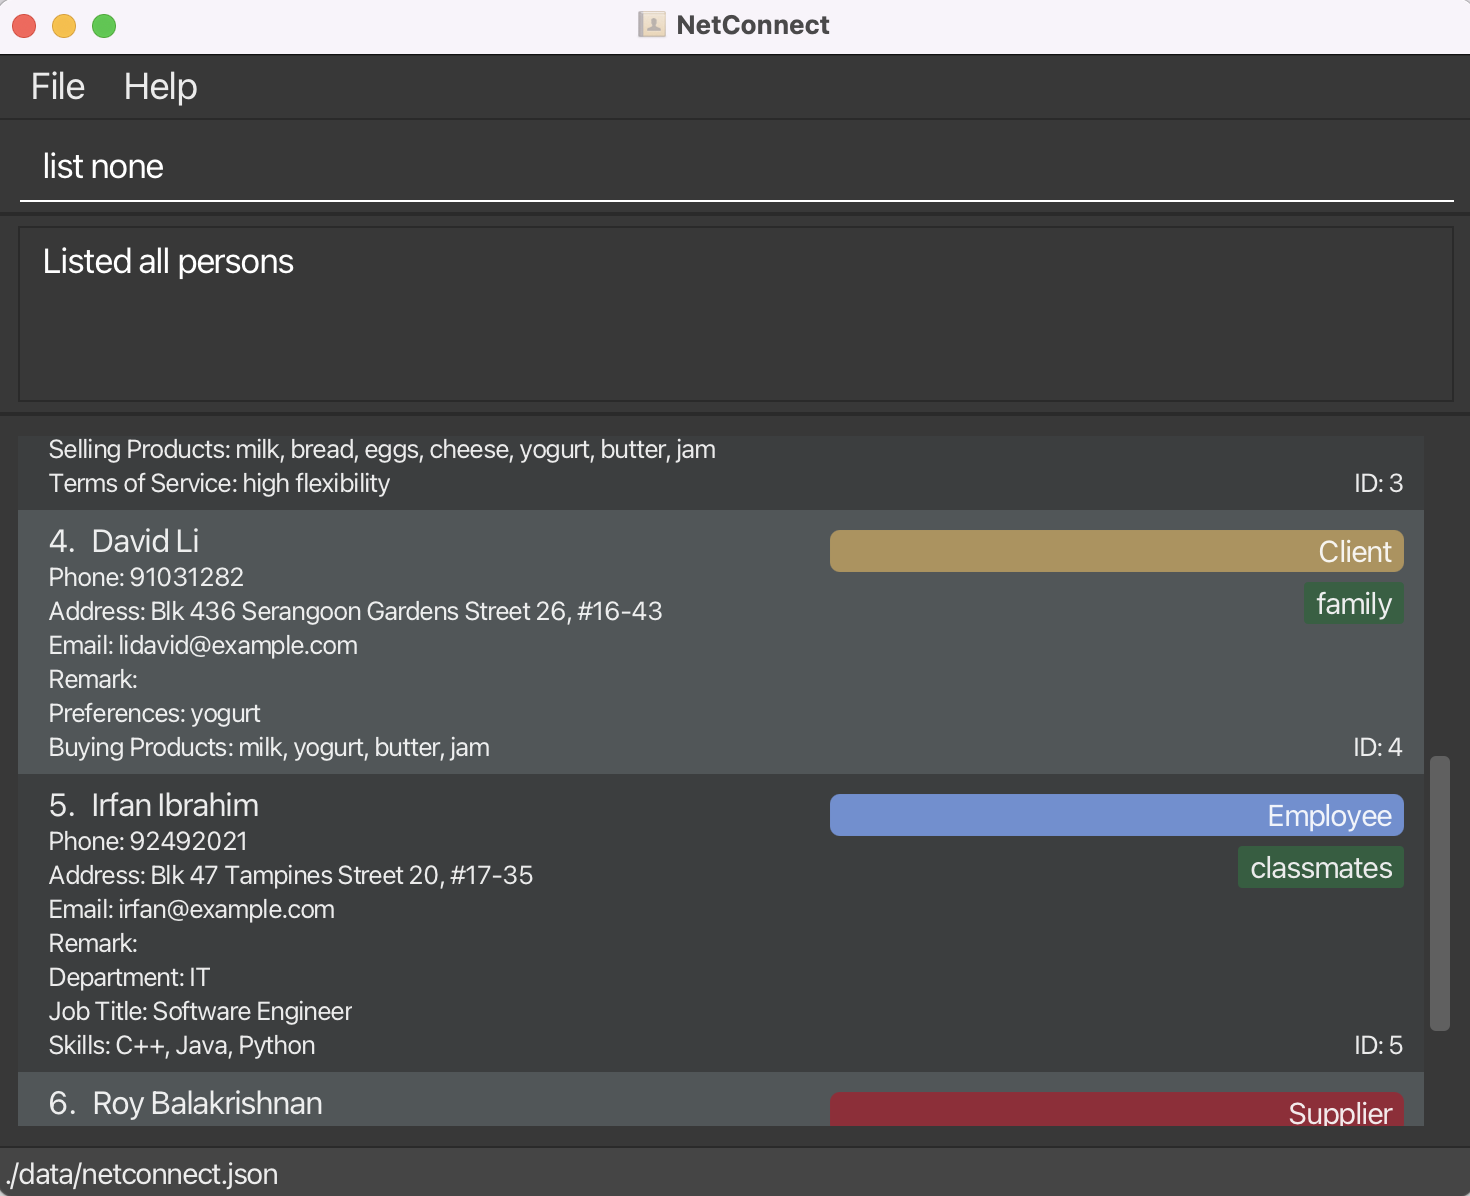 NetConnect
File Help
list none
Listed all persons
Selling Products: milk, bread, eggs, cheese, yogurt, butter, jam
Terms of Service: high flexibility
ID: 3
4. David Li
Client
Phone: 91031282
family
Address: Blk 436 Serangoon Gardens Street 26, #16-43
Email: lidavid@example.com
Remark:
Preferences: yogurt
Buying Products: milk, yogurt, butter, jam
ID: 4
5. Irfan Ibrahim
Employee
Phone: 92492021
classmates
Address: Blk 47 Tampines Street 20, #17-35
Email: irfan@example.com
Remark:
Department: IT
Job Title: Software Engineer
Skills: C++, Java, Python
ID: 5
6. Roy Balakrishnan
Supplier
./data/netconnect.json